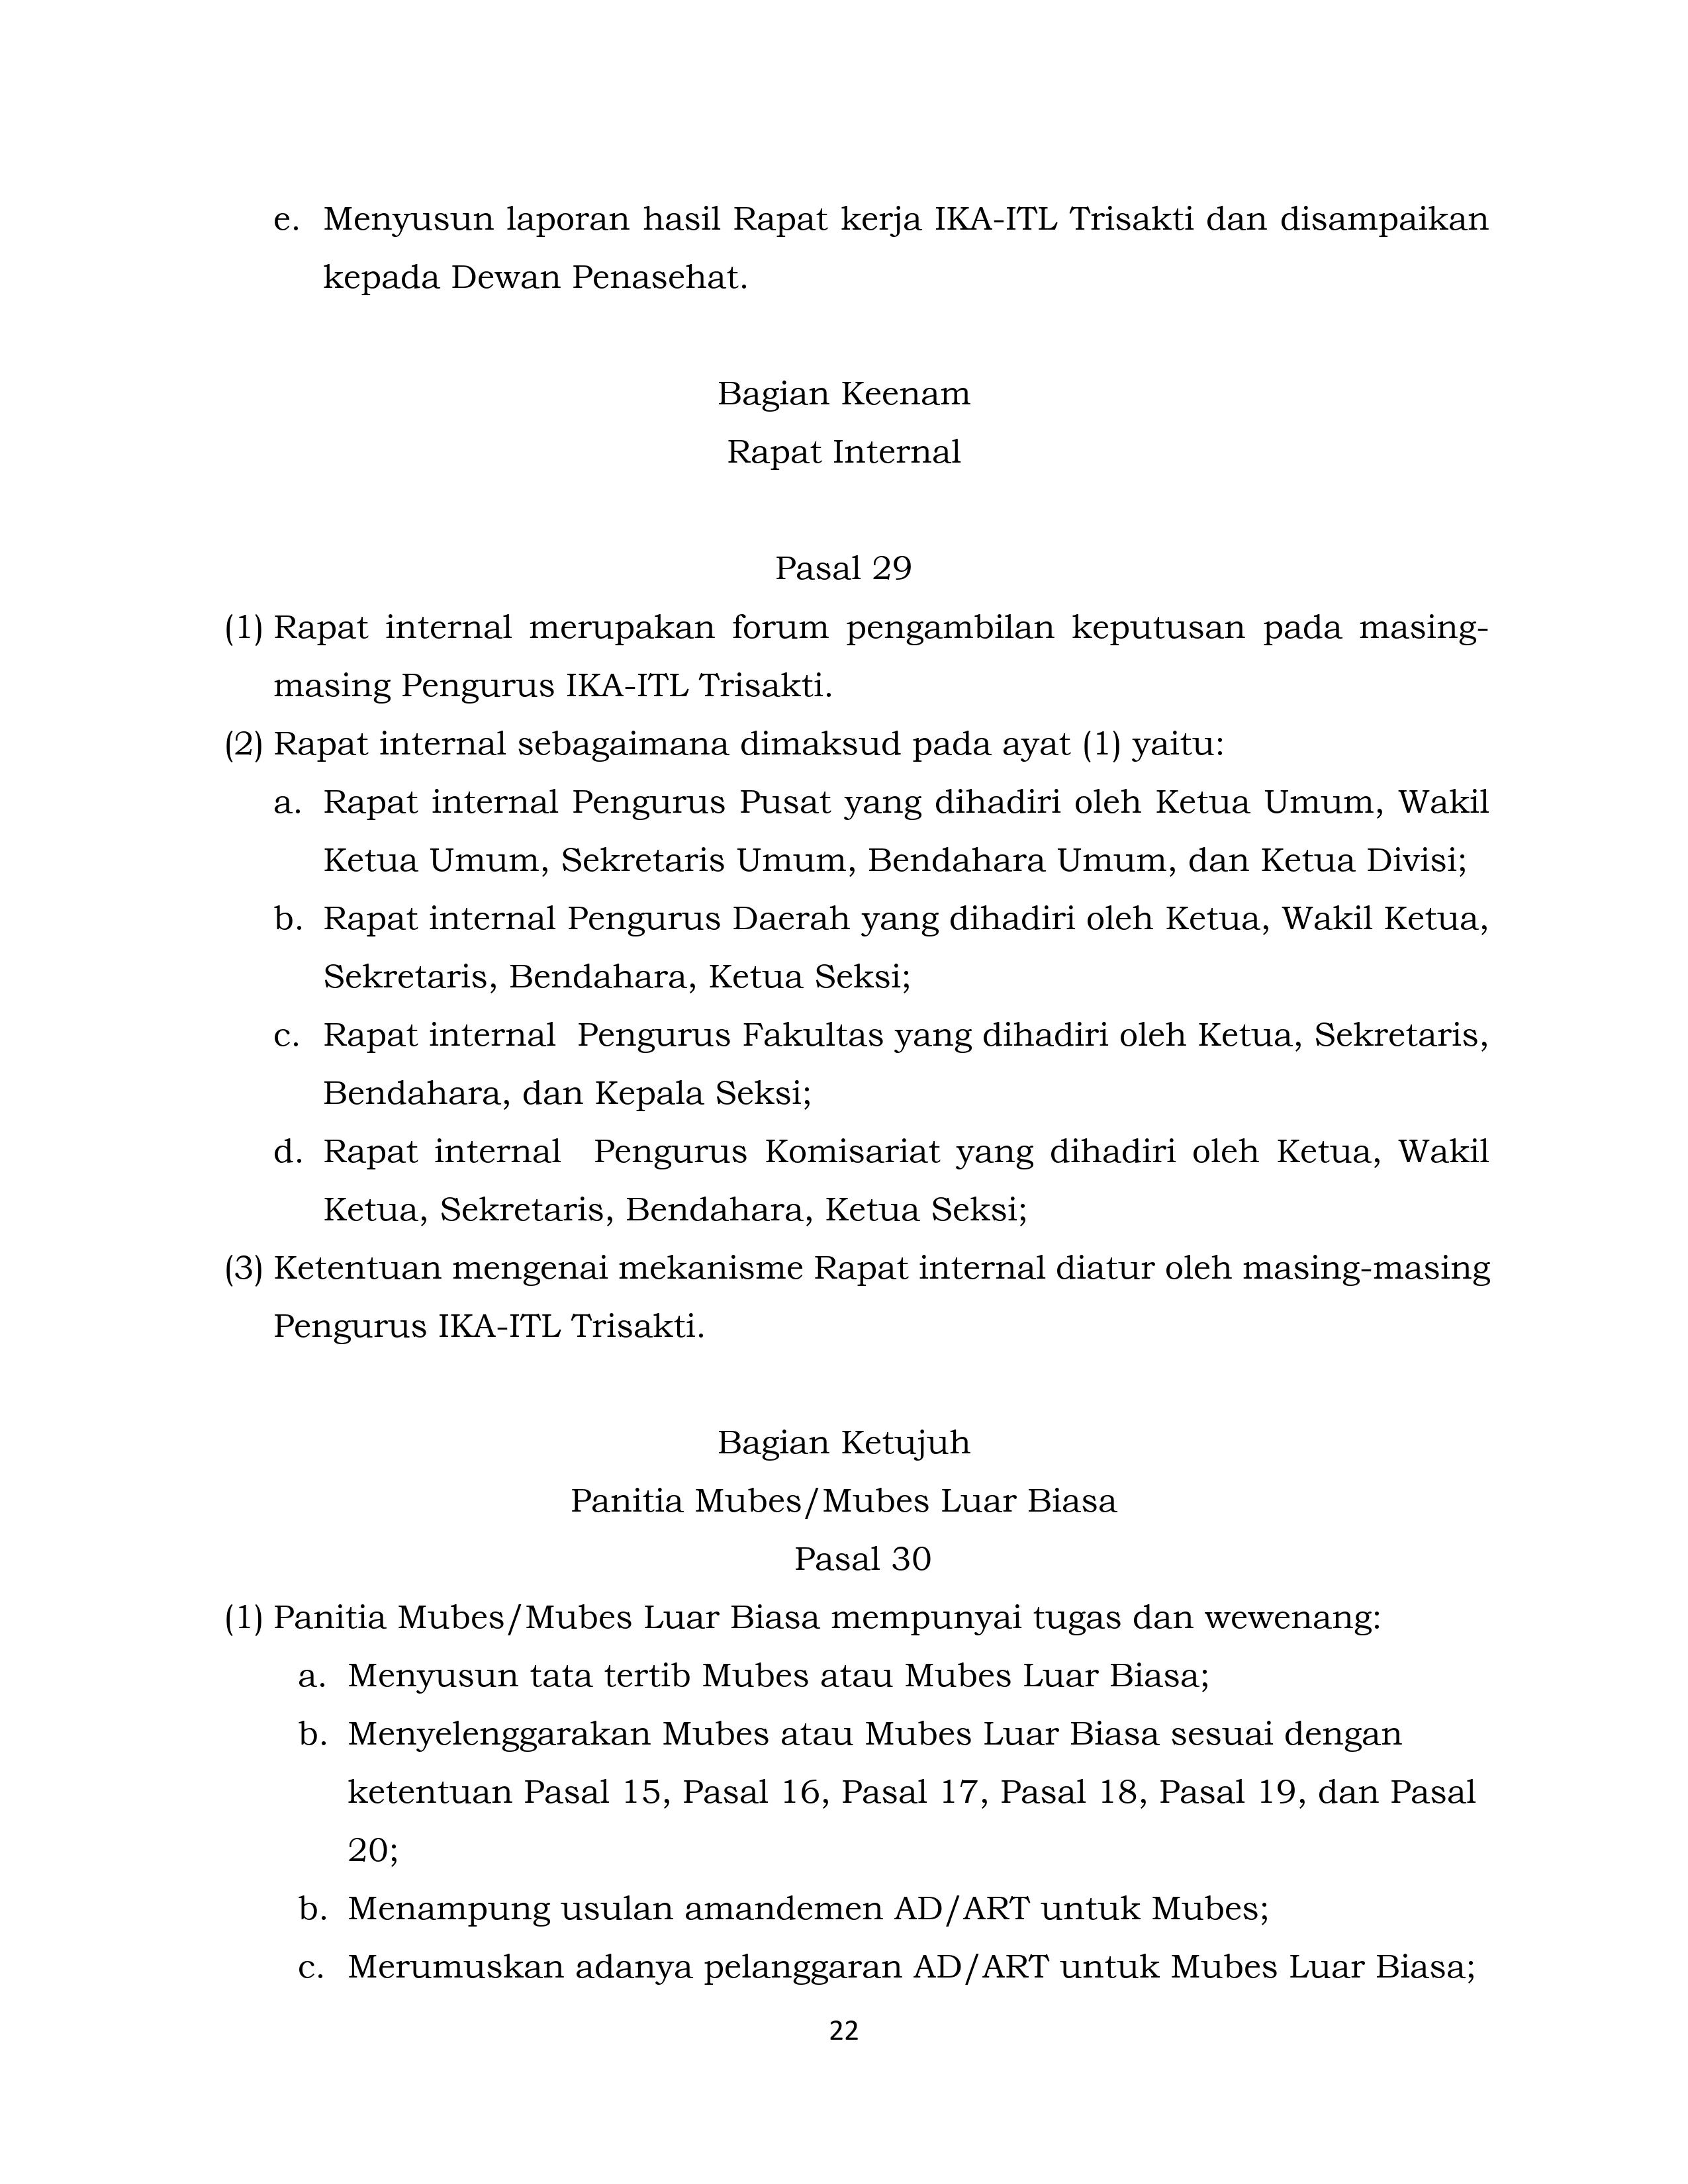 e. Menyusun laporan hasil Rapat kerja IKA-ITL Trisakti dan disampaikan
kepada Dewan Penasehat.
Bagian Keenam
Rapat Internal
Pasal 29
(1) Rapat internal merupakan forum pengambilan keputusan pada masing-
masing Pengurus IKA-ITL Trisakti.
(2) Rapat internal sebagaimana dimaksud pada ayat (1) yaitu:
a. Rapat internal Pengurus Pusat yang dihadiri oleh Ketua Umum, Wakil
Ketua Umum, Sekretaris Umum, Bendahara Umum, dan Ketua Divisi;
b. Rapat internal Pengurus Daerah yang dihadiri oleh Ketua, Wakil Ketua,
Sekretaris, Bendahara, Ketua Seksi;
c. Rapat internal Pengurus Fakultas yang dihadiri oleh Ketua, Sekretaris,
Bendahara, dan Kepala Seksi;
d. Rapat internal Pengurus Komisariat yang dihadiri oleh Ketua, Wakil
Ketua, Sekretaris, Bendahara, Ketua Seksi;
(3) Ketentuan mengenai mekanisme Rapat internal diatur oleh masing-masing
Pengurus IKA-ITL Trisakti.
Bagian Ketujuh
Panitia Mubes/Mubes Luar Biasa
Pasal 30
(1) Panitia Mubes/Mubes Luar Biasa mempunyai tugas dan wewenang:
a. Menyusun tata tertib Mubes atau Mubes Luar Biasa;
b. Menyelenggarakan Mubes atau Mubes Luar Biasa sesuai dengan
ketentuan Pasal 15, Pasal 16, Pasal 17, Pasal 18, Pasal 19, dan Pasal
20;
b. Menampung usulan amandemen AD/ART untuk Mubes;
c. Merumuskan adanya pelanggaran AD/ART untuk Mubes Luar Biasa;
22